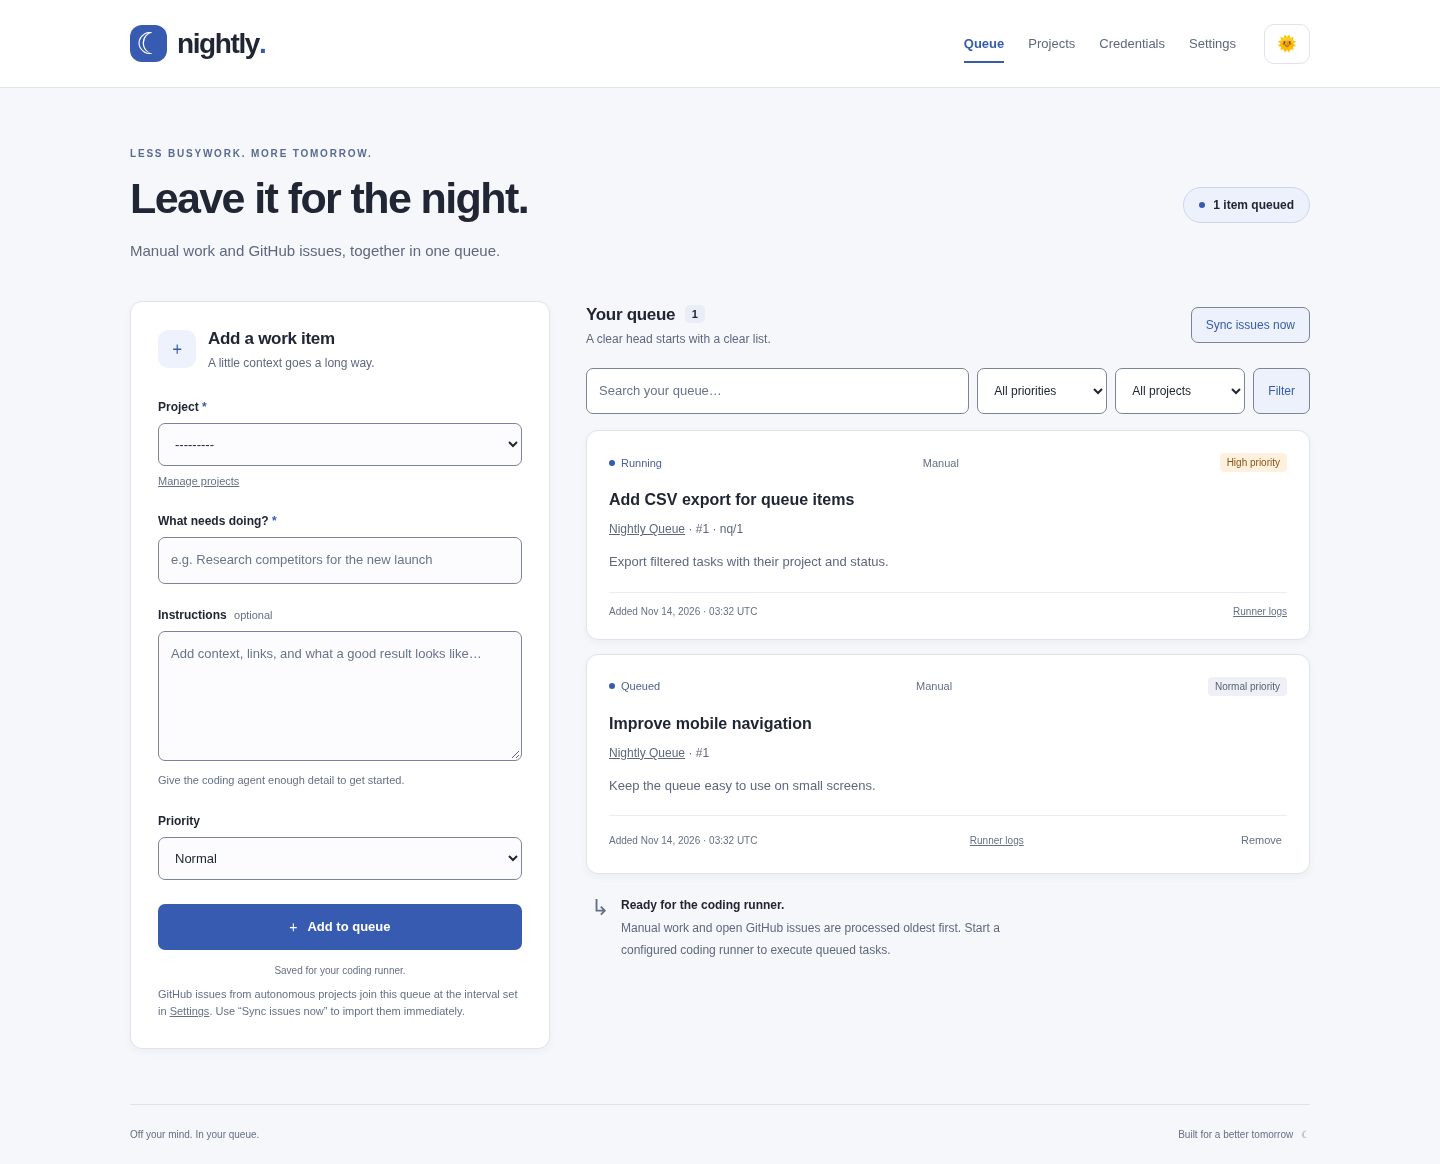 nightly.
Queue
Projects
Credentials
Settings
LESS BUSYWORK. MORE TOMORROW.
Leave it for the night.
1 item queued
Manual work and GitHub issues, together in one queue.
+
Add a work item
A little context goes a long way.
Project *
---------
Manage projects
What needs doing? *
e.g. Research competitors for the new launch
Instructions optional
Add context, links, and what a good result looks like…
Give the coding agent enough detail to get started.
Priority
Normal
+ Add to queue
Saved for your coding runner.
GitHub issues from autonomous projects join this queue at the interval set
in Settings. Use “Sync issues now” to import them immediately.
Your queue 1
A clear head starts with a clear list.
Sync issues now
Search your queue…
All priorities
All projects
Filter
Running
Manual
High priority
Add CSV export for queue items
Nightly Queue · #1 · nq/1
Export filtered tasks with their project and status.
Added Nov 14, 2026 · 03:32 UTC
Runner logs
Queued
Manual
Normal priority
Improve mobile navigation
Nightly Queue · #1
Keep the queue easy to use on small screens.
Added Nov 14, 2026 · 03:32 UTC
Runner logs
Remove
↳ Ready for the coding runner.
Manual work and open GitHub issues are processed oldest first. Start a
configured coding runner to execute queued tasks.
Off your mind. In your queue.
Built for a better tomorrow ☾